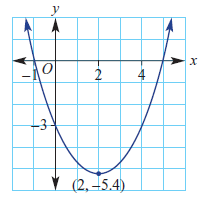 y
x
–1 O 2 4
–3
(2, –5.4)